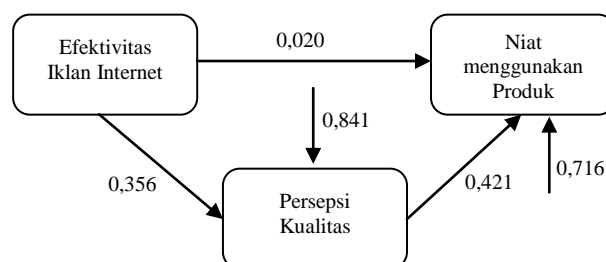 Efektivitas
Iklan Internet
0,020
Niat
menggunakan
Produk
0,841
0,356
0,421
0,716
Persepsi
Kualitas